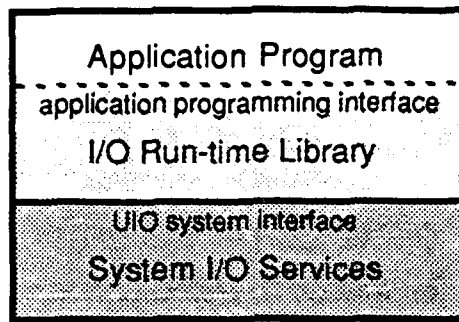 Application Program
application programming interface
I/O Run-time Library
UIO system interface
System I/O Services